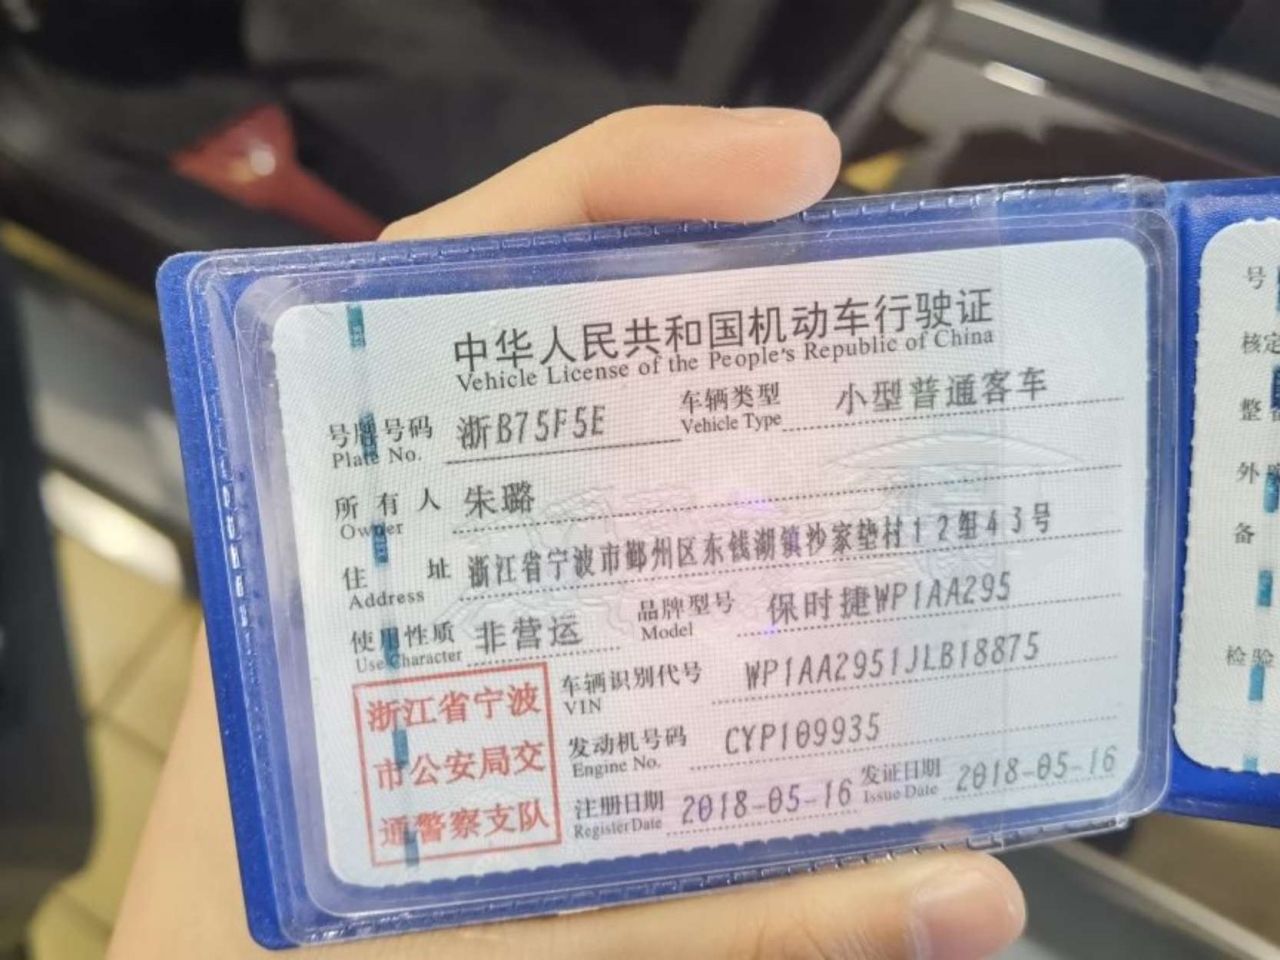 中华人民共和国机动车行驶证
Vehicle License of the People's Republic of China
号牌号码 浙B75F5E 车辆类型 小型普通客车
Plate No. Vehicle Type
所有人 朱璐
Owner
住址 浙江省宁波市鄞州区东钱湖镇沙家垫村12组43号
Address
使用性质 非营运 品牌型号 保时捷WP1AA295
Use Character Model
车辆识别代号 WP1AA2951JLB18875
VIN
发动机号码 CYP109935
Engine No.
注册日期 2018-05-16 发证日期 2018-05-16
Register Date Issue Date
浙江省宁波
市公安局交
通警察支队
号
核定
整
外
备
检验